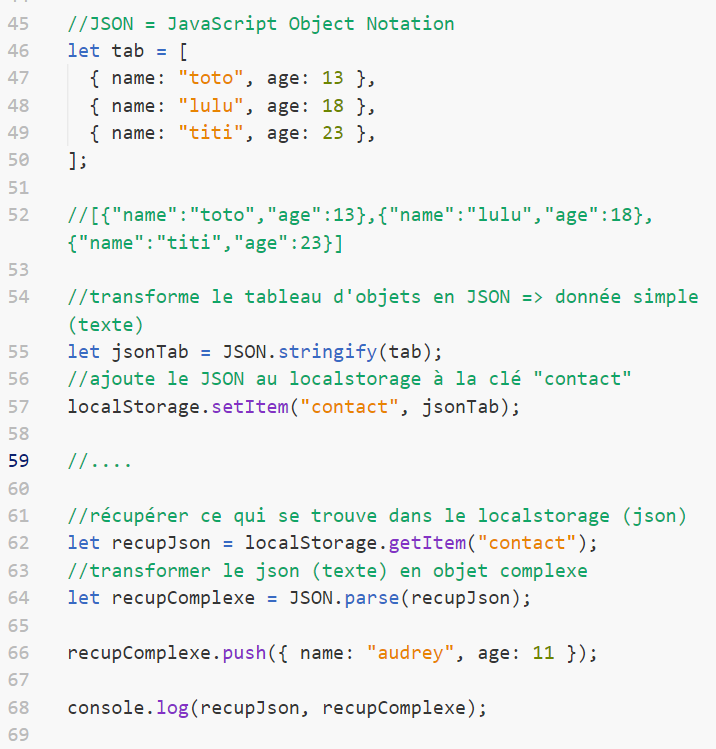 45 //JSON = JavaScript Object Notation
46 let tab = [
47 { name: "toto", age: 13 },
48 { name: "lulu", age: 18 },
49 { name: "titi", age: 23 },
50 ];
51
52 //[{"name":"toto","age":13},{"name":"lulu","age":18},
{"name":"titi","age":23}]
53
54 //transforme le tableau d'objets en JSON => donnée simple
(texte)
55 let jsonTab = JSON.stringify(tab);
56 //ajoute le JSON au localstorage à la clé "contact"
57 localStorage.setItem("contact", jsonTab);
58
59 //....
60
61 //récupérer ce qui se trouve dans le localstorage (json)
62 let recupJson = localStorage.getItem("contact");
63 //transformer le json (texte) en objet complexe
64 let recupComplexe = JSON.parse(recupJson);
65
66 recupComplexe.push({ name: "audrey", age: 11 });
67
68 console.log(recupJson, recupComplexe);
69